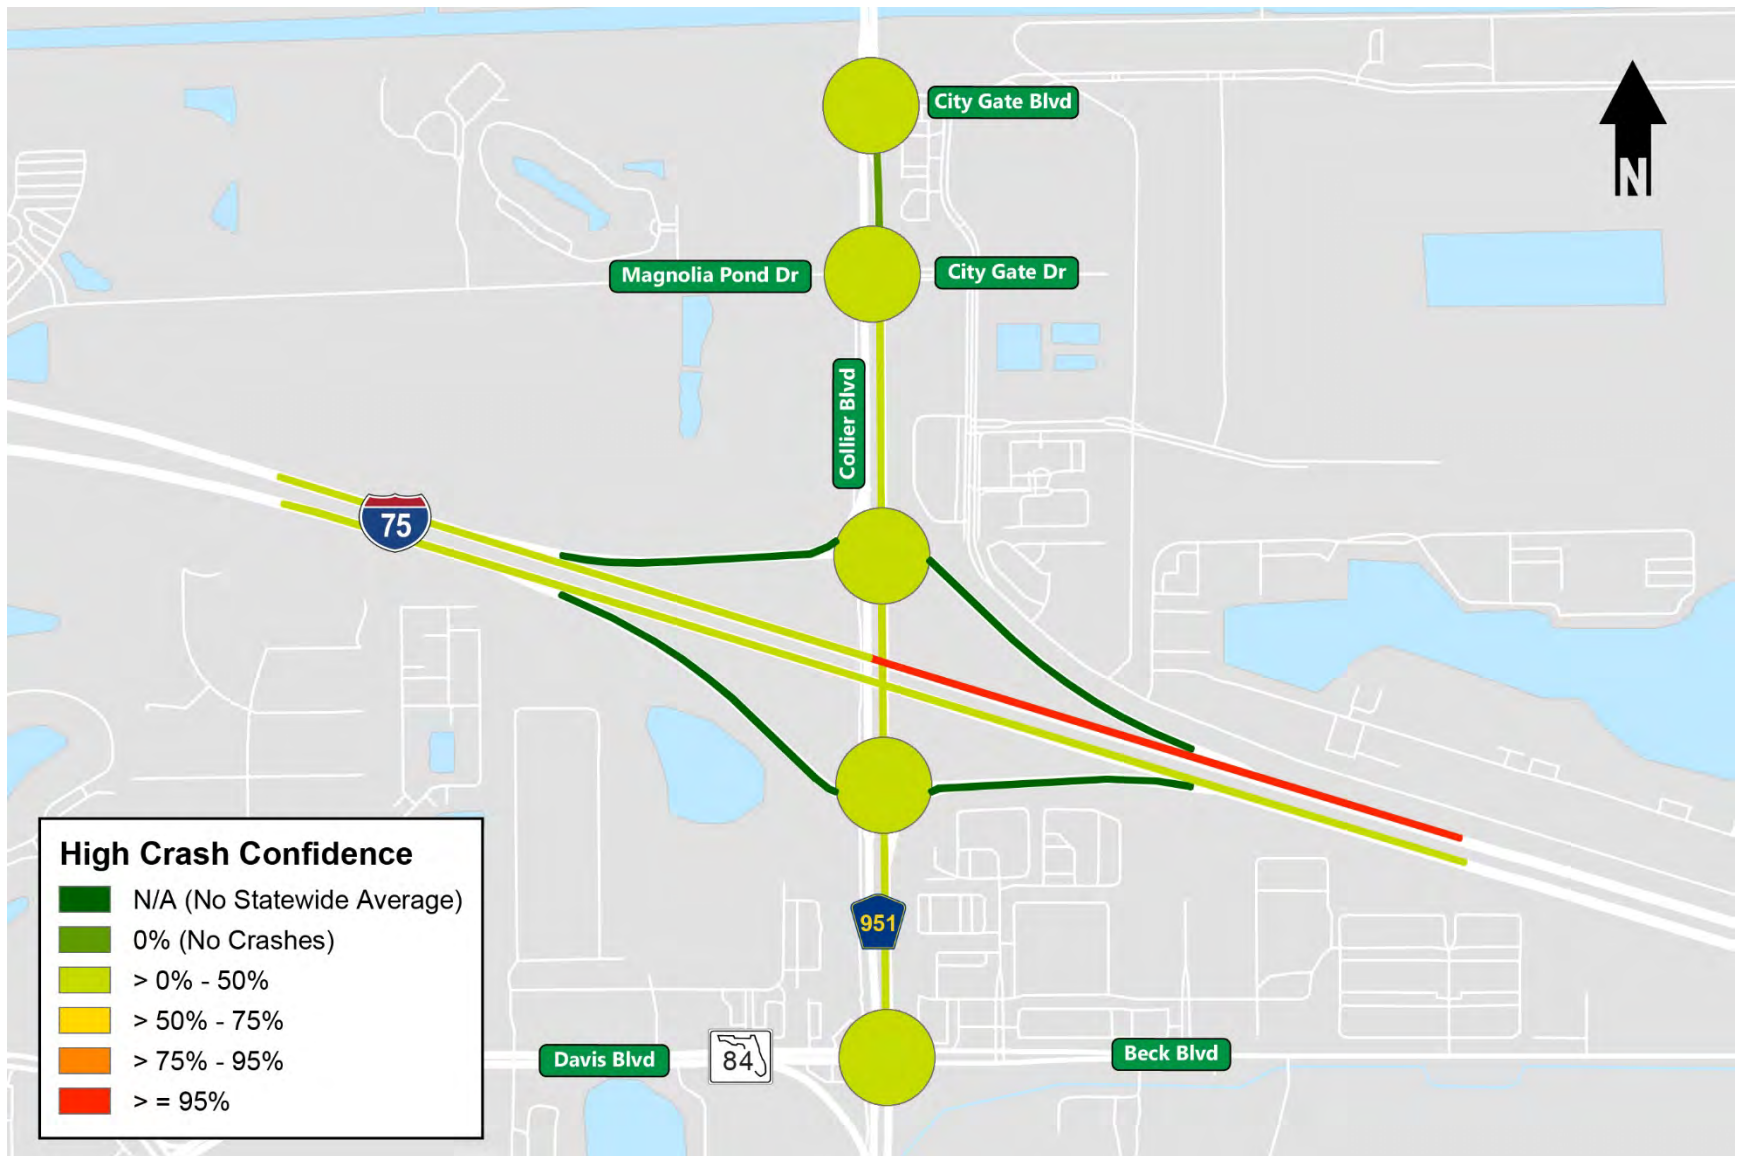 City Gate Blvd
N
Magnolia Pond Dr
City Gate Dr
Collier Blvd
75
High Crash Confidence
N/A (No Statewide Average)
0% (No Crashes)
> 0% - 50%
> 50% - 75%
> 75% - 95%
> = 95%
951
Davis Blvd
84
Beck Blvd